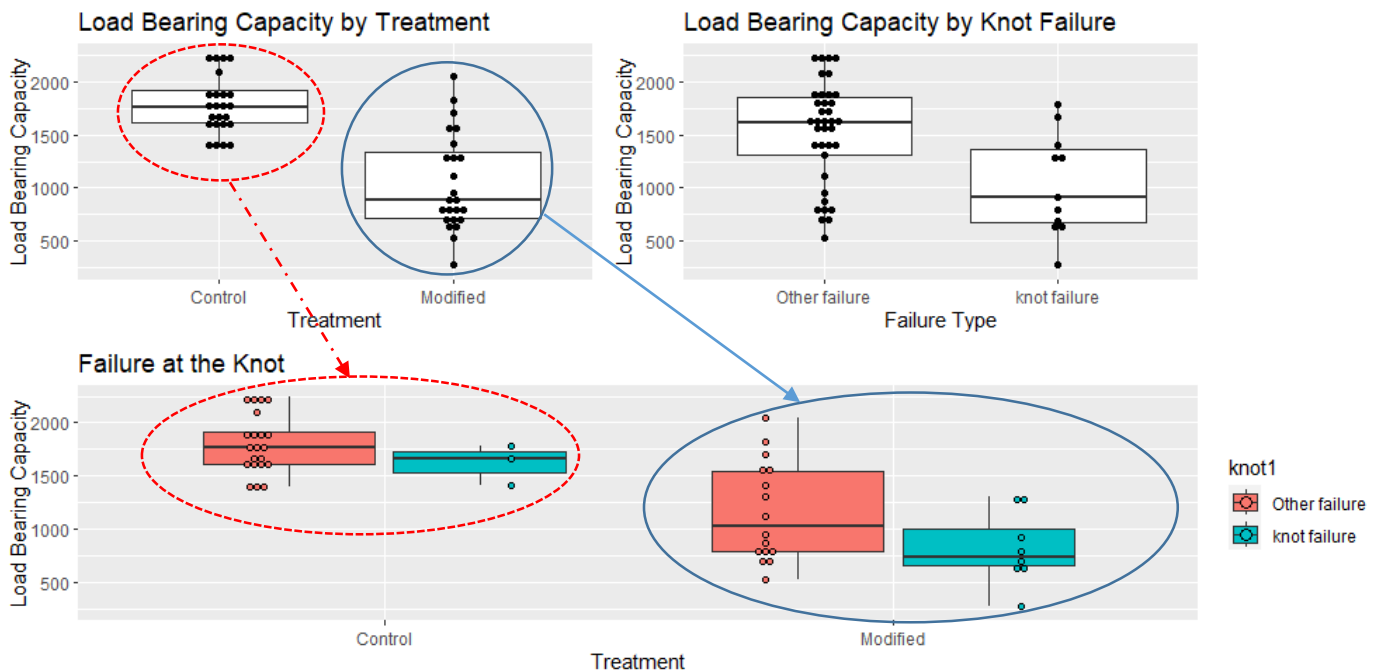 Load Bearing Capacity by Treatment
Load Bearing Capacity
2000
1500
1000
500
Control
Modified
Treatment
Load Bearing Capacity by Knot Failure
Load Bearing Capacity
2000
1500
1000
500
Other failure
knot failure
Failure Type
Failure at the Knot
Load Bearing Capacity
2000
1500
1000
500
Control
Modified
Treatment
knot1
Other failure
knot failure